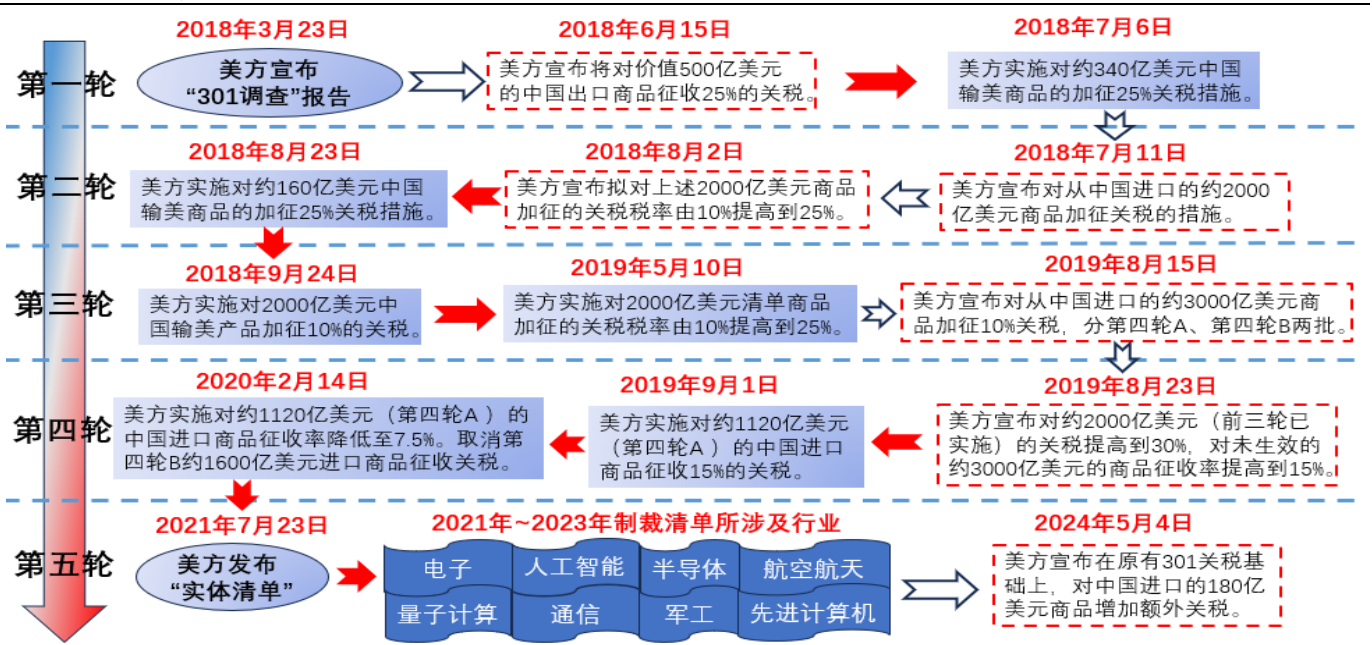 第一轮
2018年3月23日
美方宣布
“301调查”报告
2018年6月15日
美方宣布将对价值500亿美元
的中国出口商品征收25%的关税。
2018年7月6日
美方实施对约340亿美元中国
输美商品的加征25%关税措施。
第二轮
2018年8月23日
美方实施对约160亿美元中国
输美商品的加征25%关税措施。
2018年8月2日
美方宣布拟对上述2000亿美元商品
加征的关税税率由10%提高到25%。
2018年7月11日
美方宣布对从中国进口的约2000
亿美元商品加征关税的措施。
第三轮
2018年9月24日
美方实施对2000亿美元中
国输美产品加征10%的关税。
2019年5月10日
美方实施对2000亿美元清单商品
加征的关税税率由10%提高到25%。
2019年8月15日
美方宣布对从中国进口的约3000亿美元商
品加征10%关税，分第四轮A、第四轮B两批。
第四轮
2020年2月14日
美方实施对约1120亿美元（第四轮A ）的
中国进口商品征收率降低至7.5%。取消第
四轮B约1600亿美元进口商品征收关税。
2019年9月1日
美方实施对约1120亿美元
（第四轮A ）的中国进口
商品征收15%的关税。
2019年8月23日
美方宣布对约2000亿美元（前三轮已
实施）的关税提高到30%，对未生效的
约3000亿美元的商品征收率提高到15%。
第五轮
2021年7月23日
美方发布
“实体清单”
2021年~2023年制裁清单所涉及行业
电子 人工智能 半导体 航空航天
量子计算 通信 军工 先进计算机
2024年5月4日
美方宣布在原有301关税基
础上，对中国进口的180亿
美元商品增加额外关税。